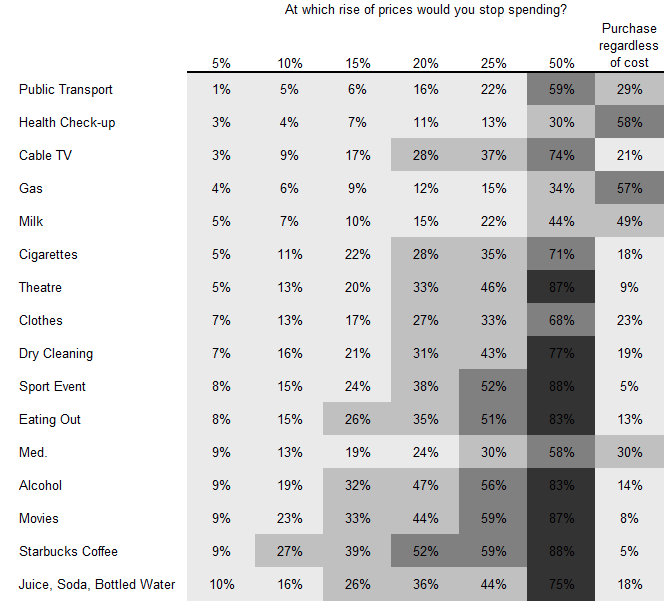 At which rise of prices would you stop spending?
Purchase
regardless
5% 10% 15% 20% 25% 50% of cost
Public Transport 1% 5% 6% 16% 22% 59% 29%
Health Check-up 3% 4% 7% 11% 13% 30% 58%
Cable TV 3% 9% 17% 28% 37% 74% 21%
Gas 4% 6% 9% 12% 15% 34% 57%
Milk 5% 7% 10% 15% 22% 44% 49%
Cigarettes 5% 11% 22% 28% 35% 71% 18%
Theatre 5% 13% 20% 33% 46% 87% 9%
Clothes 7% 13% 17% 27% 33% 68% 23%
Dry Cleaning 7% 16% 21% 31% 43% 77% 19%
Sport Event 8% 15% 24% 38% 52% 88% 5%
Eating Out 8% 15% 26% 35% 51% 83% 13%
Med. 9% 13% 19% 24% 30% 58% 30%
Alcohol 9% 19% 32% 47% 56% 83% 14%
Movies 9% 23% 33% 44% 59% 87% 8%
Starbucks Coffee 9% 27% 39% 52% 59% 88% 5%
Juice, Soda, Bottled Water 10% 16% 26% 36% 44% 75% 18%